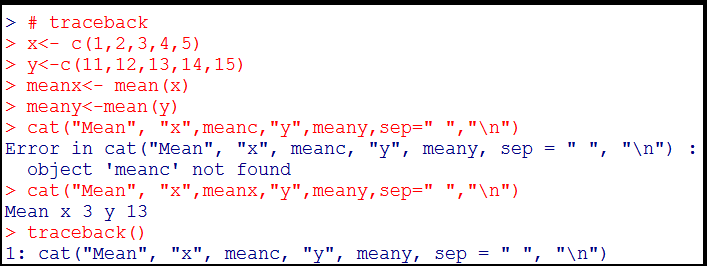 > # traceback
> x<- c(1,2,3,4,5)
> y<-c(11,12,13,14,15)
> meanx<- mean(x)
> meany<-mean(y)
> cat("Mean", "x",meanc,"y",meany,sep=" ","\n")
Error in cat("Mean", "x", meanc, "y", meany, sep = " ", "\n") :
  object 'meanc' not found
> cat("Mean", "x",meanx,"y",meany,sep=" ","\n")
Mean x 3 y 13
> traceback()
1: cat("Mean", "x", meanc, "y", meany, sep = " ", "\n")